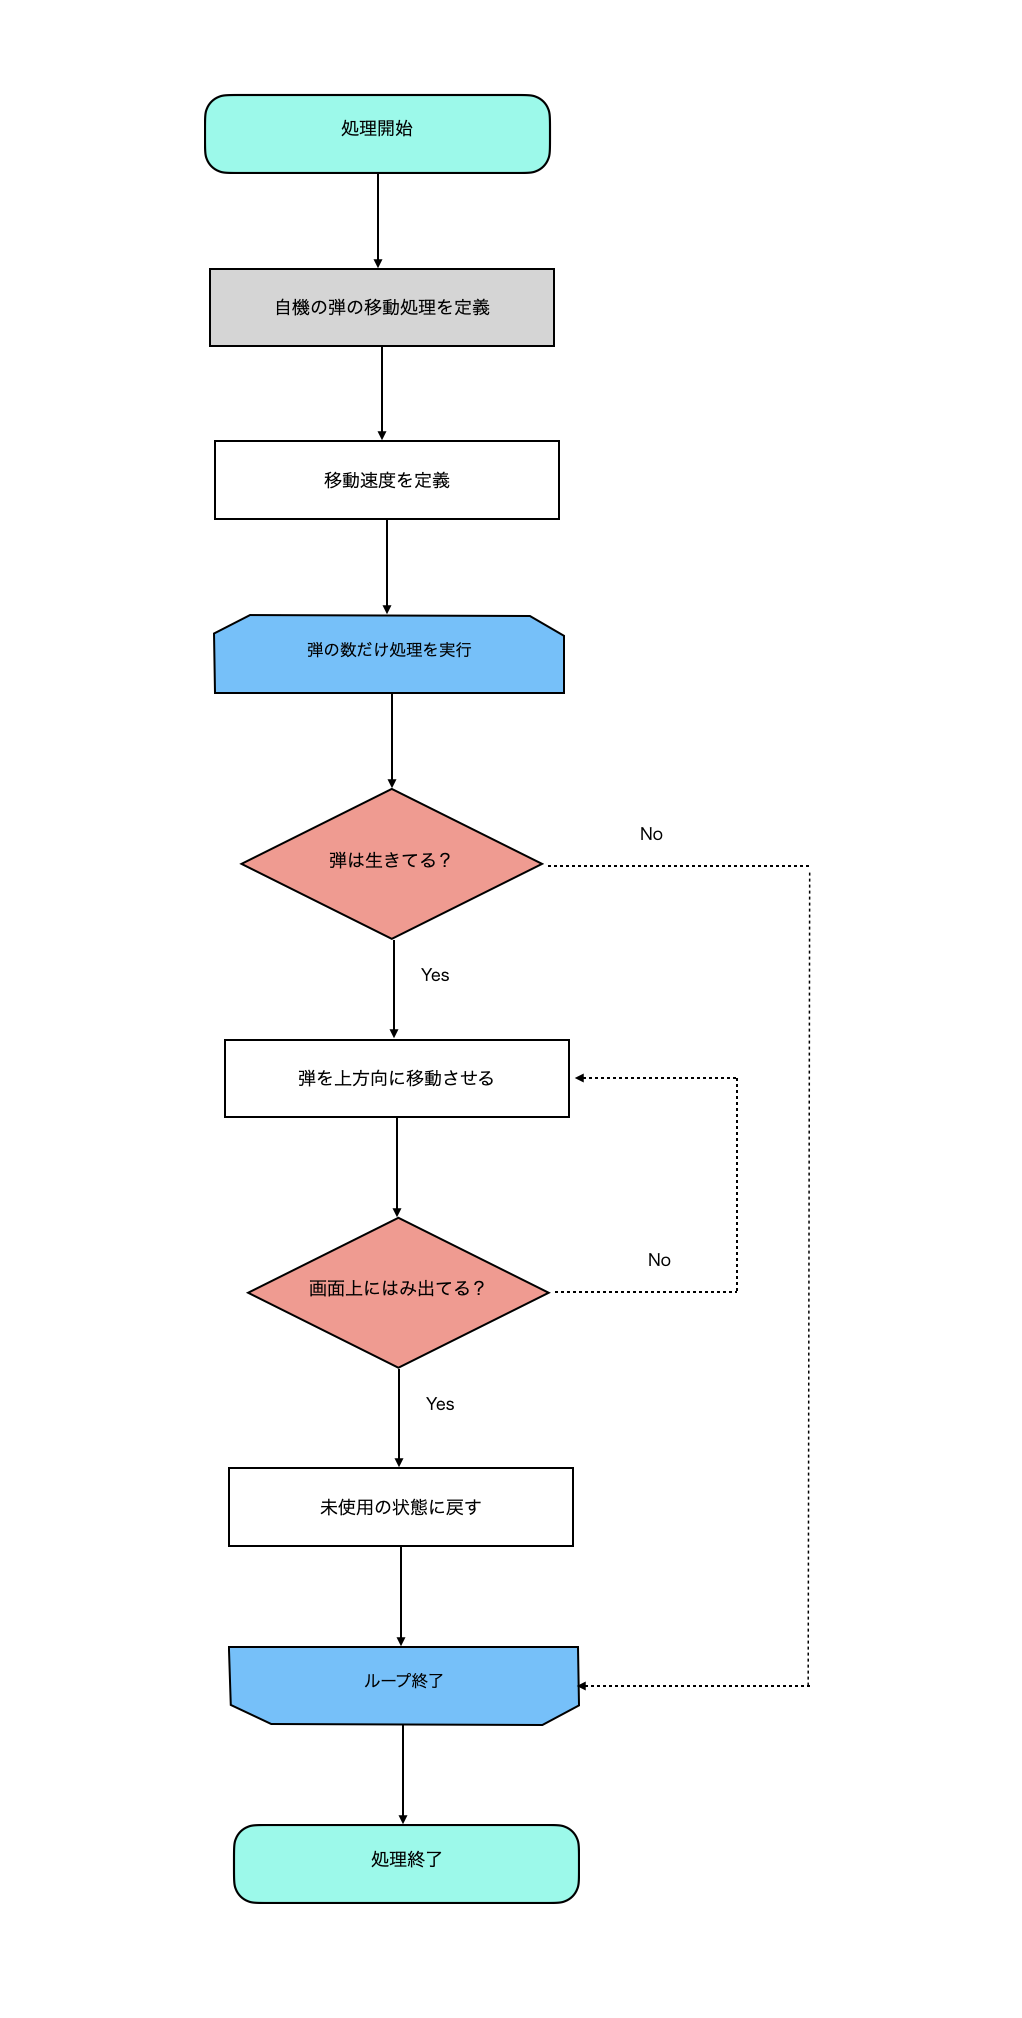 処理開始
自機の弾の移動処理を定義
移動速度を定義
弾の数だけ処理を実行
弾は生きてる？
No
Yes
弾を上方向に移動させる
画面上にはみ出てる？
No
Yes
未使用の状態に戻す
ループ終了
処理終了